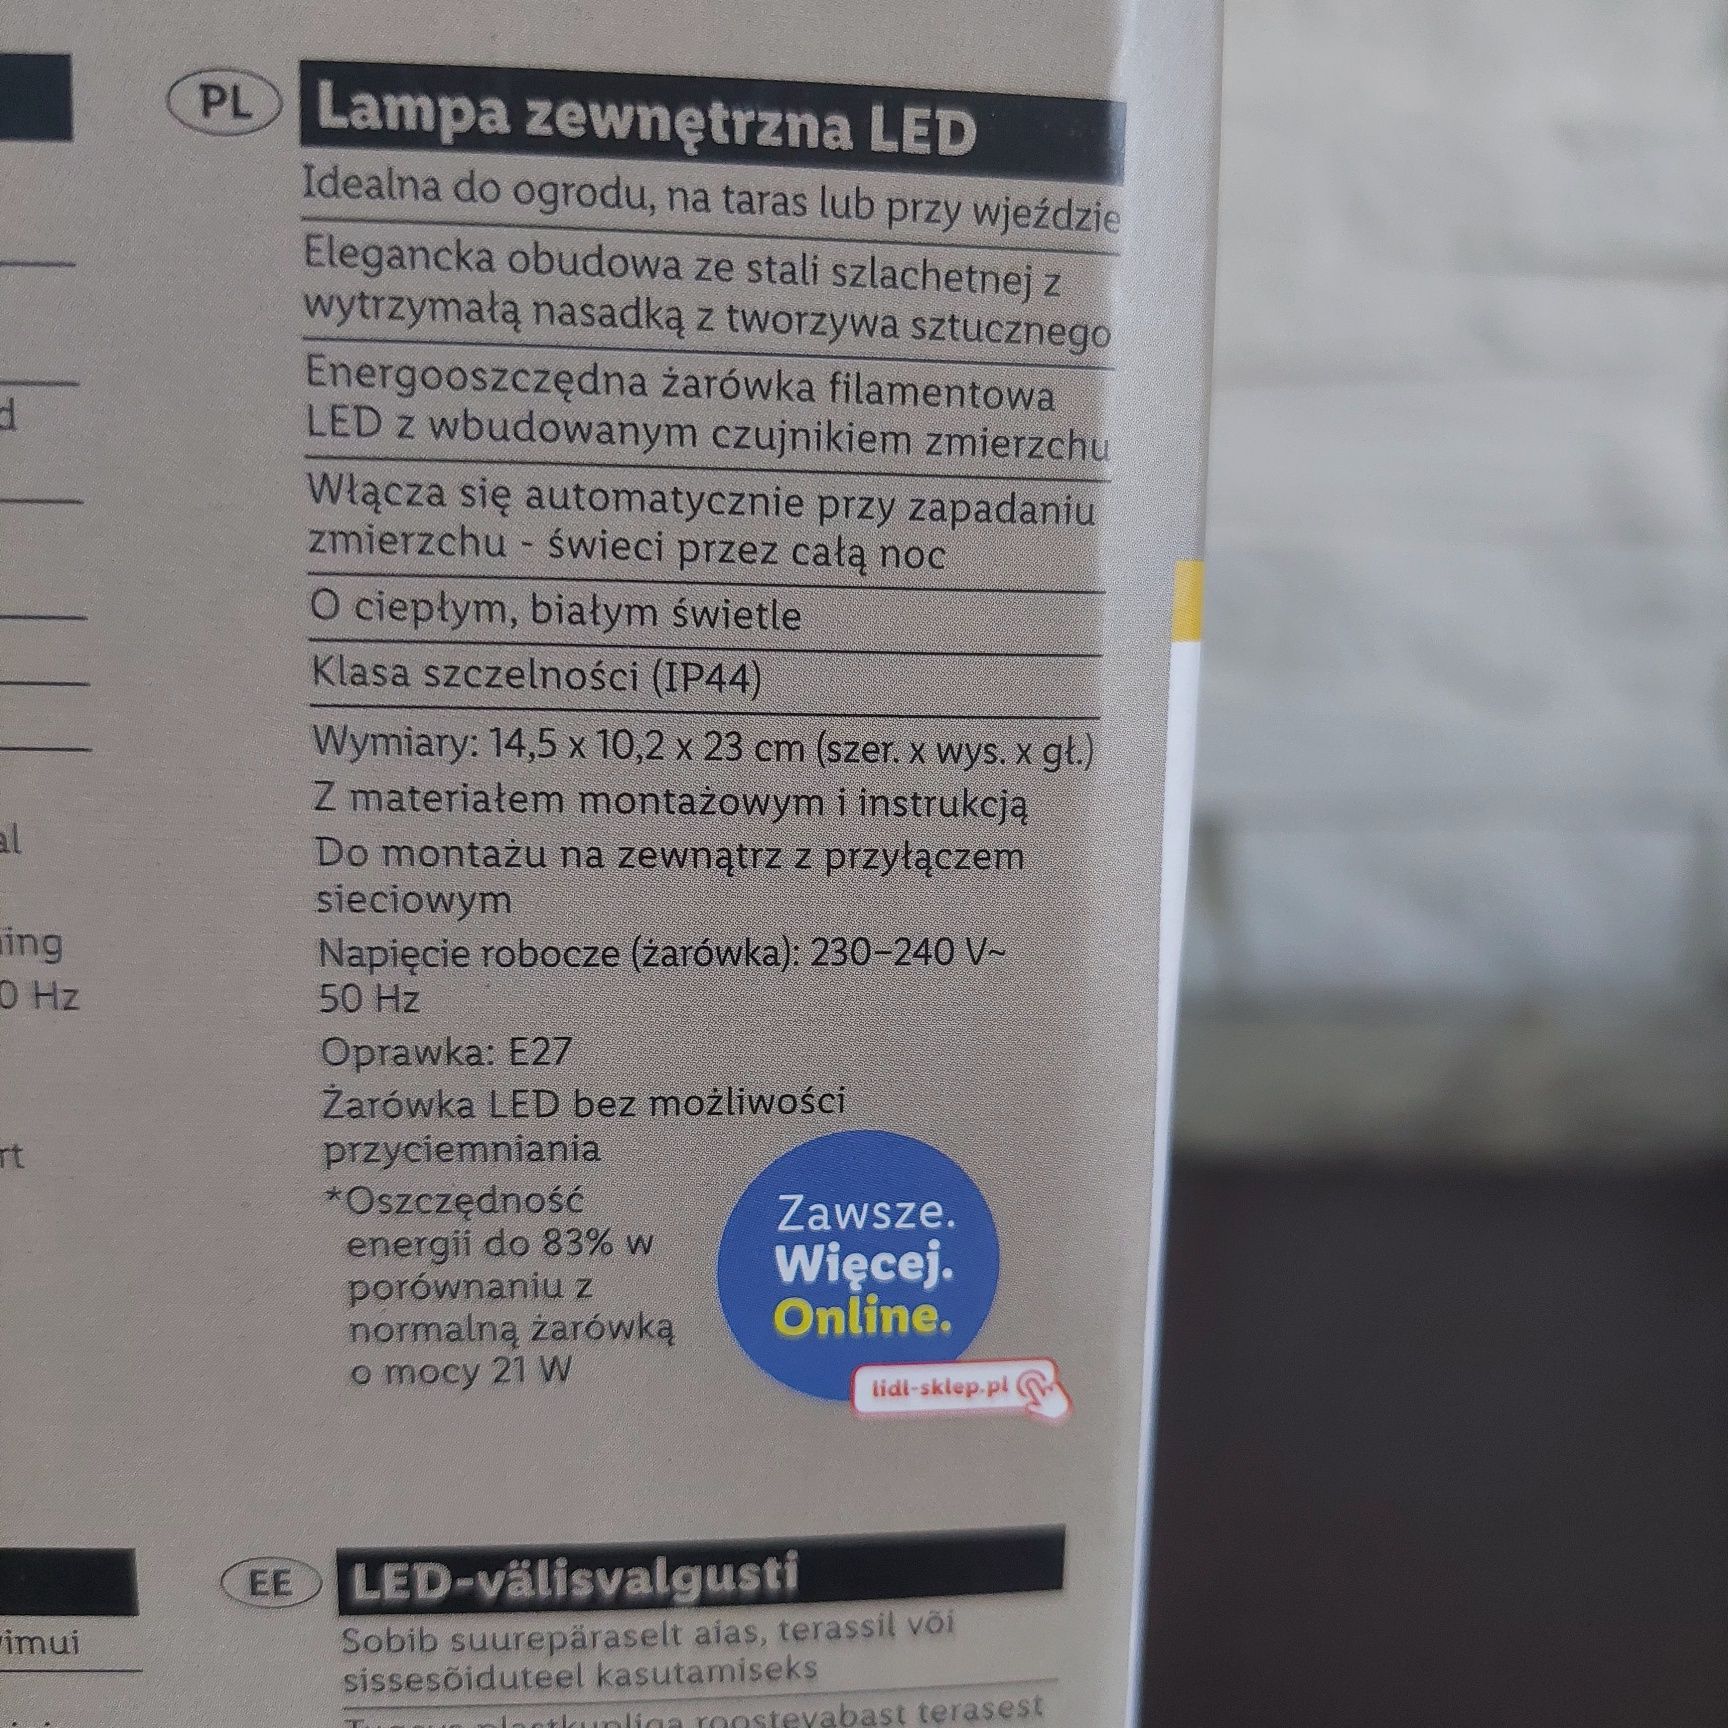 PL
Lampa zewnętrzna LED
Idealna do ogrodu, na taras lub przy wjeździe
Elegancka obudowa ze stali szlachetnej z
wytrzymałą nasadką z tworzywa sztucznego
Energooszczędna żarówka filamentowa
LED z wbudowanym czujnikiem zmierzchu
Włącza się automatycznie przy zapadaniu
zmierzchu - świeci przez całą noc
O ciepłym, białym świetle
Klasa szczelności (IP44)
Wymiary: 14,5 x 10,2 x 23 cm (szer. x wys. x gł.)
Z materiałem montażowym i instrukcją
Do montażu na zewnątrz z przyłączem
sieciowym
Napięcie robocze (żarówka): 230–240 V~
50 Hz
Oprawka: E27
Żarówka LED bez możliwości
przyciemniania
*Oszczędność
energii do 83% w
porównaniu z
normalną żarówką
o mocy 21 W
Zawsze.
Więcej.
Online.
lidl-sklep.pl
EE
LED-välisvalgusti
Sobib suurepäraselt aias, terassil või
sissesõiduteel kasutamiseks
roostevabast terasest
Hz